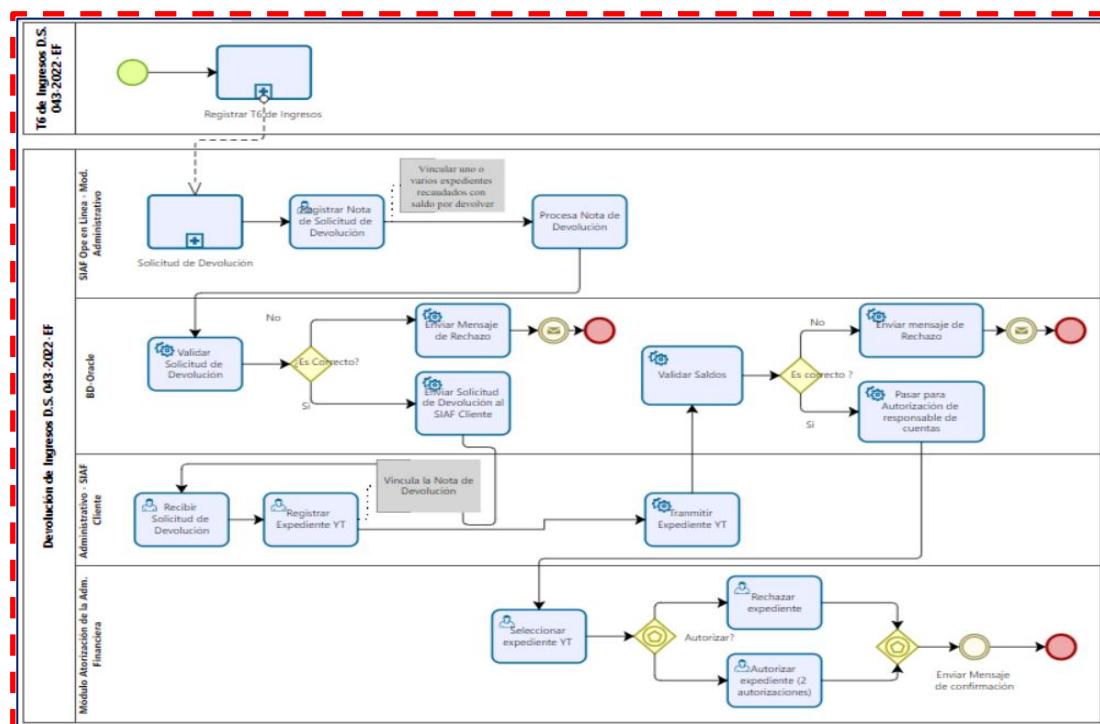 T6 de Ingresos D.S.
043-2022-EF
Registrar T6 de Ingresos
Devolución de Ingresos D.S. 043-2022-EF
SIAF Ope en Linea - Mod.
Administrativo
Solicitud de Devolución
Registrar Nota
de Solicitud de
Devolución
Vincular uno o
varios expedientes
recaudados con
saldo por devolver
Procesa Nota de
Devolución
BD-Oracle
Validar
Solicitud de
Devolución
¿Es Correcto?
No
Si
Enviar Mensaje
de Rechazo
Enviar Solicitud
de Devolución al
SIAF Cliente
Validar Saldos
Es correcto ?
No
Si
Enviar mensaje de
Rechazo
Pasar para
Autorización de
responsable de
cuentas
Administrativo - SIAF
Cliente
Recibir
Solicitud de
Devolución
Registrar
Expediente YT
Vincula la Nota de
Devolución
Tranmitir
Expediente YT
Módulo Atorización de la Adm.
Financiera
Seleccionar
expediente YT
Autorizar?
Rechazar
expediente
Autorizar
expediente (2
autorizaciones)
Enviar Mensaje
de confirmación